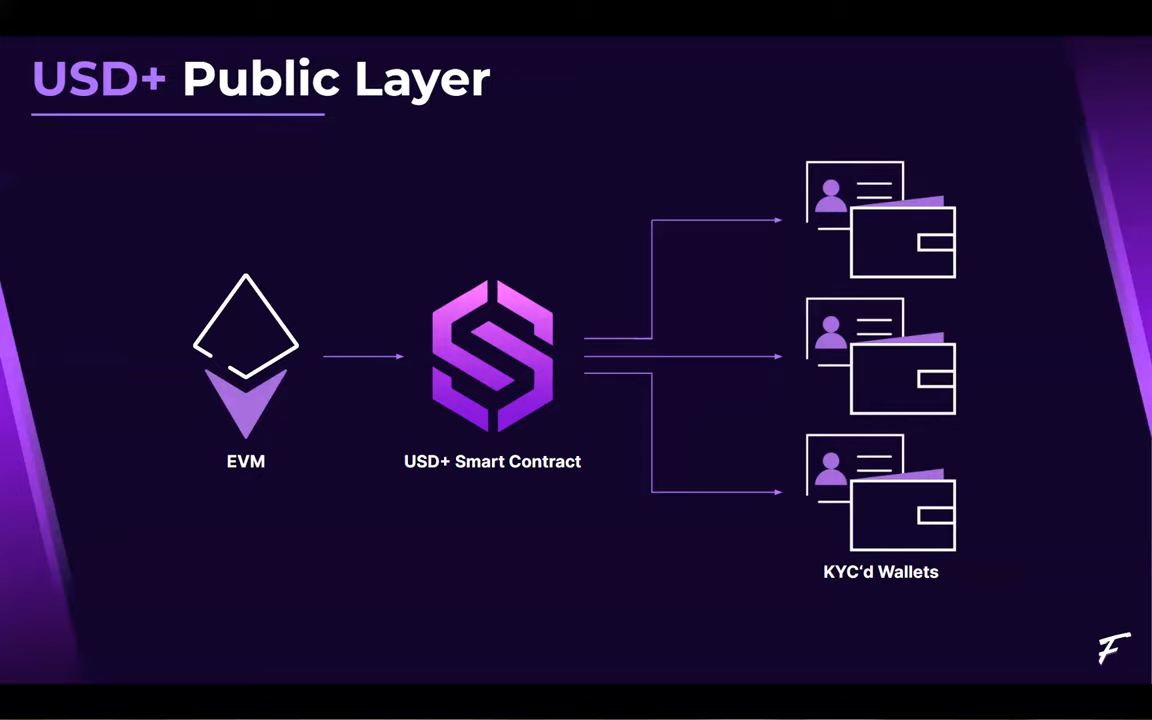 USD+ Public Layer
EVM
USD+ Smart Contract
KYC‘d Wallets